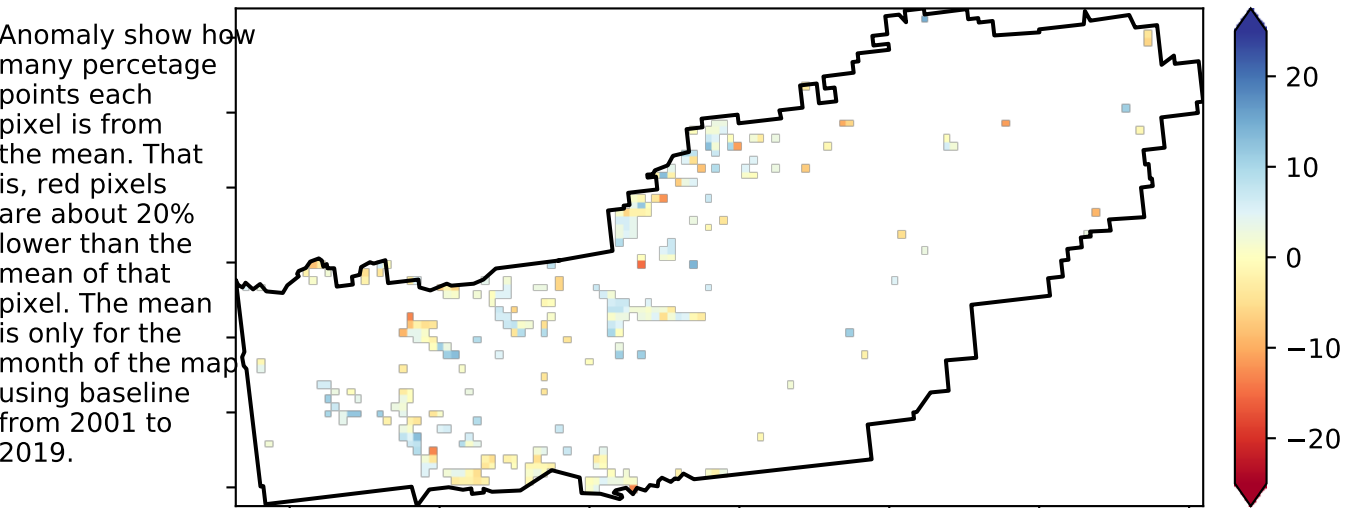 Anomaly show how
many percetage
points each
pixel is from
the mean. That
is, red pixels
are about 20%
lower than the
mean of that
pixel. The mean
is only for the
month of the map
using baseline
from 2001 to
2019.
20
10
0
−10
−20